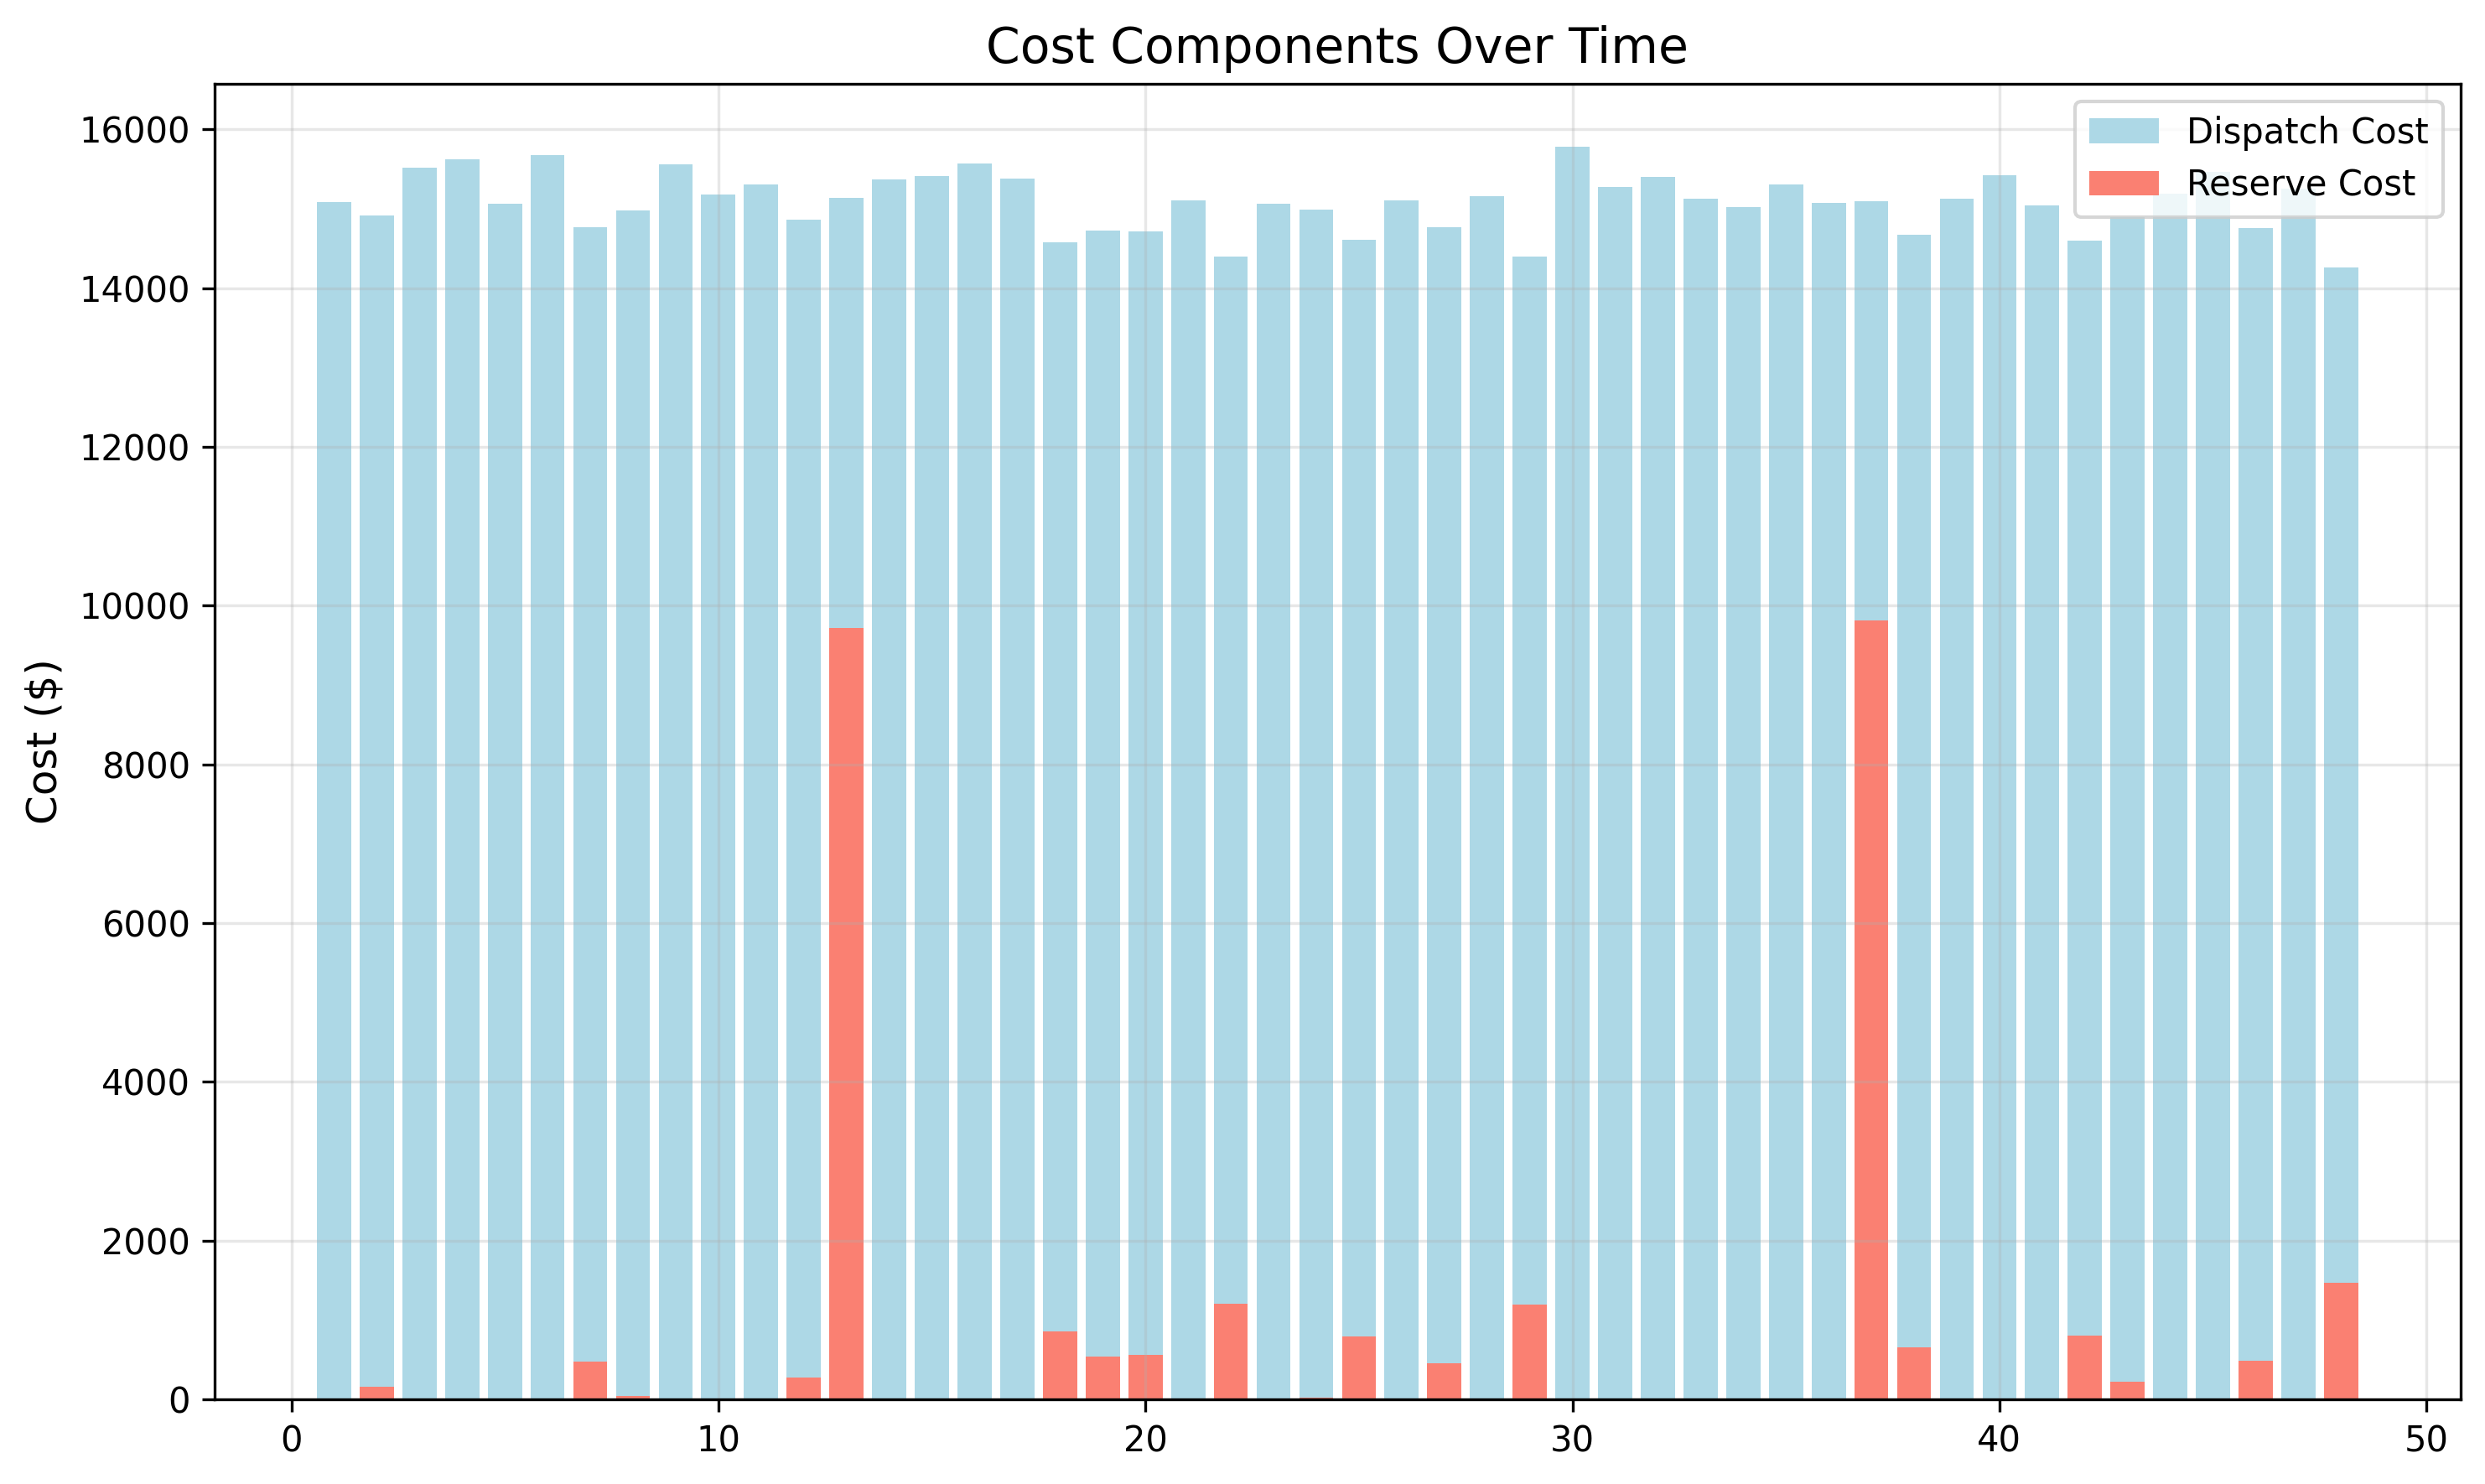 Cost Components Over Time
Cost ($)
16000
14000
12000
10000
8000
6000
4000
2000
0
Dispatch Cost
Reserve Cost
0 10 20 30 40 50